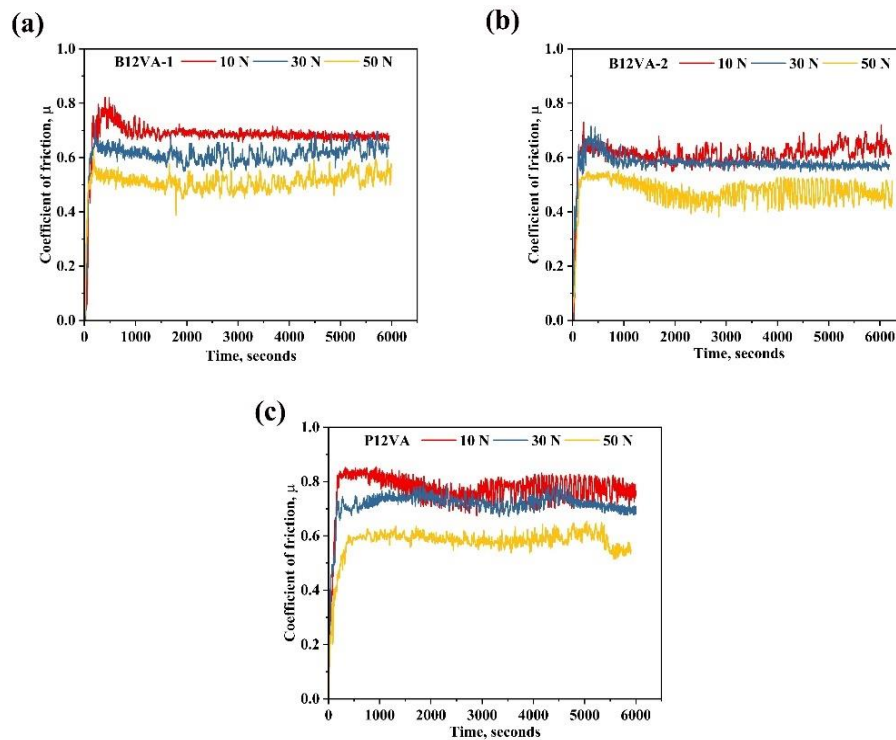 (a)
B12VA-1 10 N 30 N 50 N
1.0
0.8
0.6
0.4
0.2
0.0
Coefficient of friction, μ
0 1000 2000 3000 4000 5000 6000
Time, seconds
(b)
B12VA-2 10 N 30 N 50 N
1.0
0.8
0.6
0.4
0.2
0.0
Coefficient of friction, μ
0 1000 2000 3000 4000 5000 6000
Time, seconds
(c)
P12VA 10 N 30 N 50 N
1.0
0.8
0.6
0.4
0.2
0.0
Coefficient of friction, μ
0 1000 2000 3000 4000 5000 6000
Time, seconds